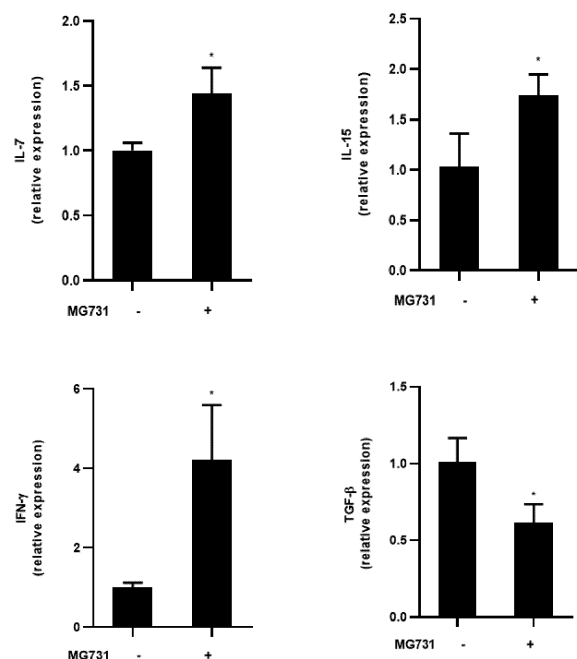 IL-7
(relative expression)
2.0
1.5
1.0
0.5
0.0
*
MG731 - +
IL-15
(relative expression)
2.5
2.0
1.5
1.0
0.5
0.0
*
MG731 - +
IFN-γ
(relative expression)
6
4
2
0
*
MG731 - +
TGF-β
(relative expression)
1.5
1.0
0.5
0.0
*
MG731 - +